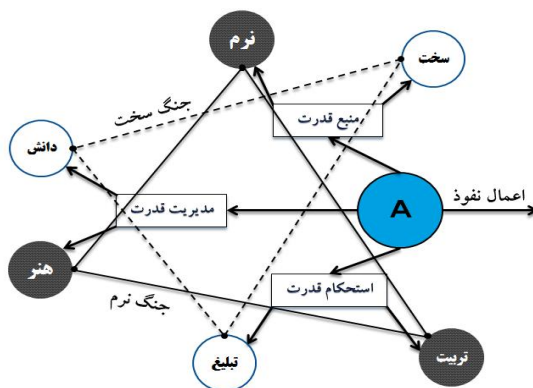 نرم
سخت
جنگ سخت
منبع قدرت
دانش
A
اعمال نفوذ
مدیریت قدرت
هنر
استحکام قدرت
جنگ نرم
تبلیغ
تربیت